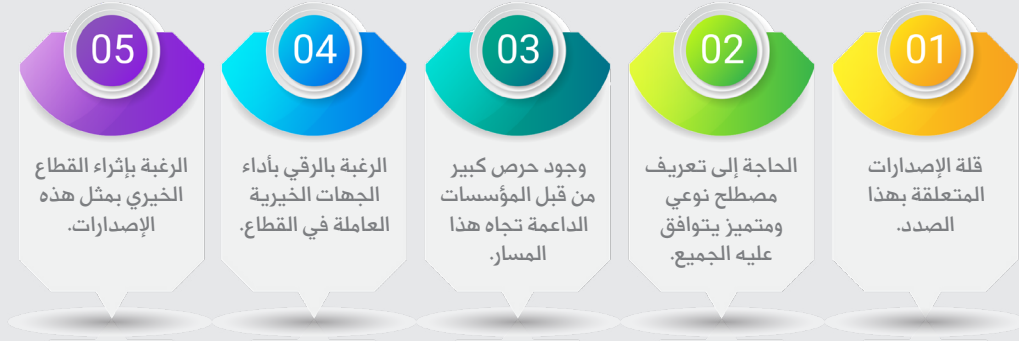 01
قلة الإصدارات
المتعلقة بهذا
الصدد.
02
الحاجة إلى تعريف
مصطلح نوعي
ومتميز يتوافق
عليه الجميع.
03
وجود حرص كبير
من قبل المؤسسات
الداعمة تجاه هذا
المسار.
04
الرغبة بالرقي بأداء
الجهات الخيرية
العاملة في القطاع.
05
الرغبة بإثراء القطاع
الخيري بمثل هذه
الإصدارات.